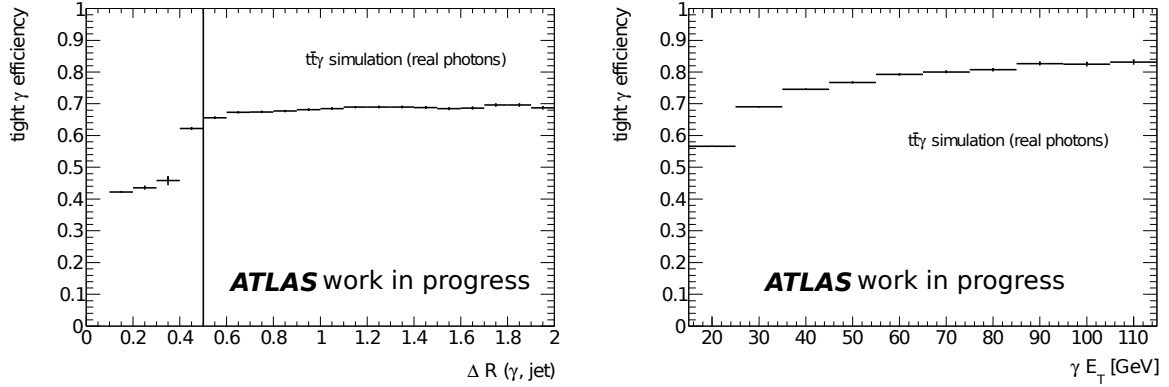 tight γ efficiency
1
0.9
0.8
0.7
0.6
0.5
0.4
0.3
0.2
0.1
0
tt̄γ simulation (real photons)
ATLAS work in progress
0 0.2 0.4 0.6 0.8 1 1.2 1.4 1.6 1.8 2
Δ R (γ, jet)
tight γ efficiency
1
0.9
0.8
0.7
0.6
0.5
0.4
0.3
0.2
0.1
0
tt̄γ simulation (real photons)
ATLAS work in progress
20 30 40 50 60 70 80 90 100 110
γ E_T [GeV]